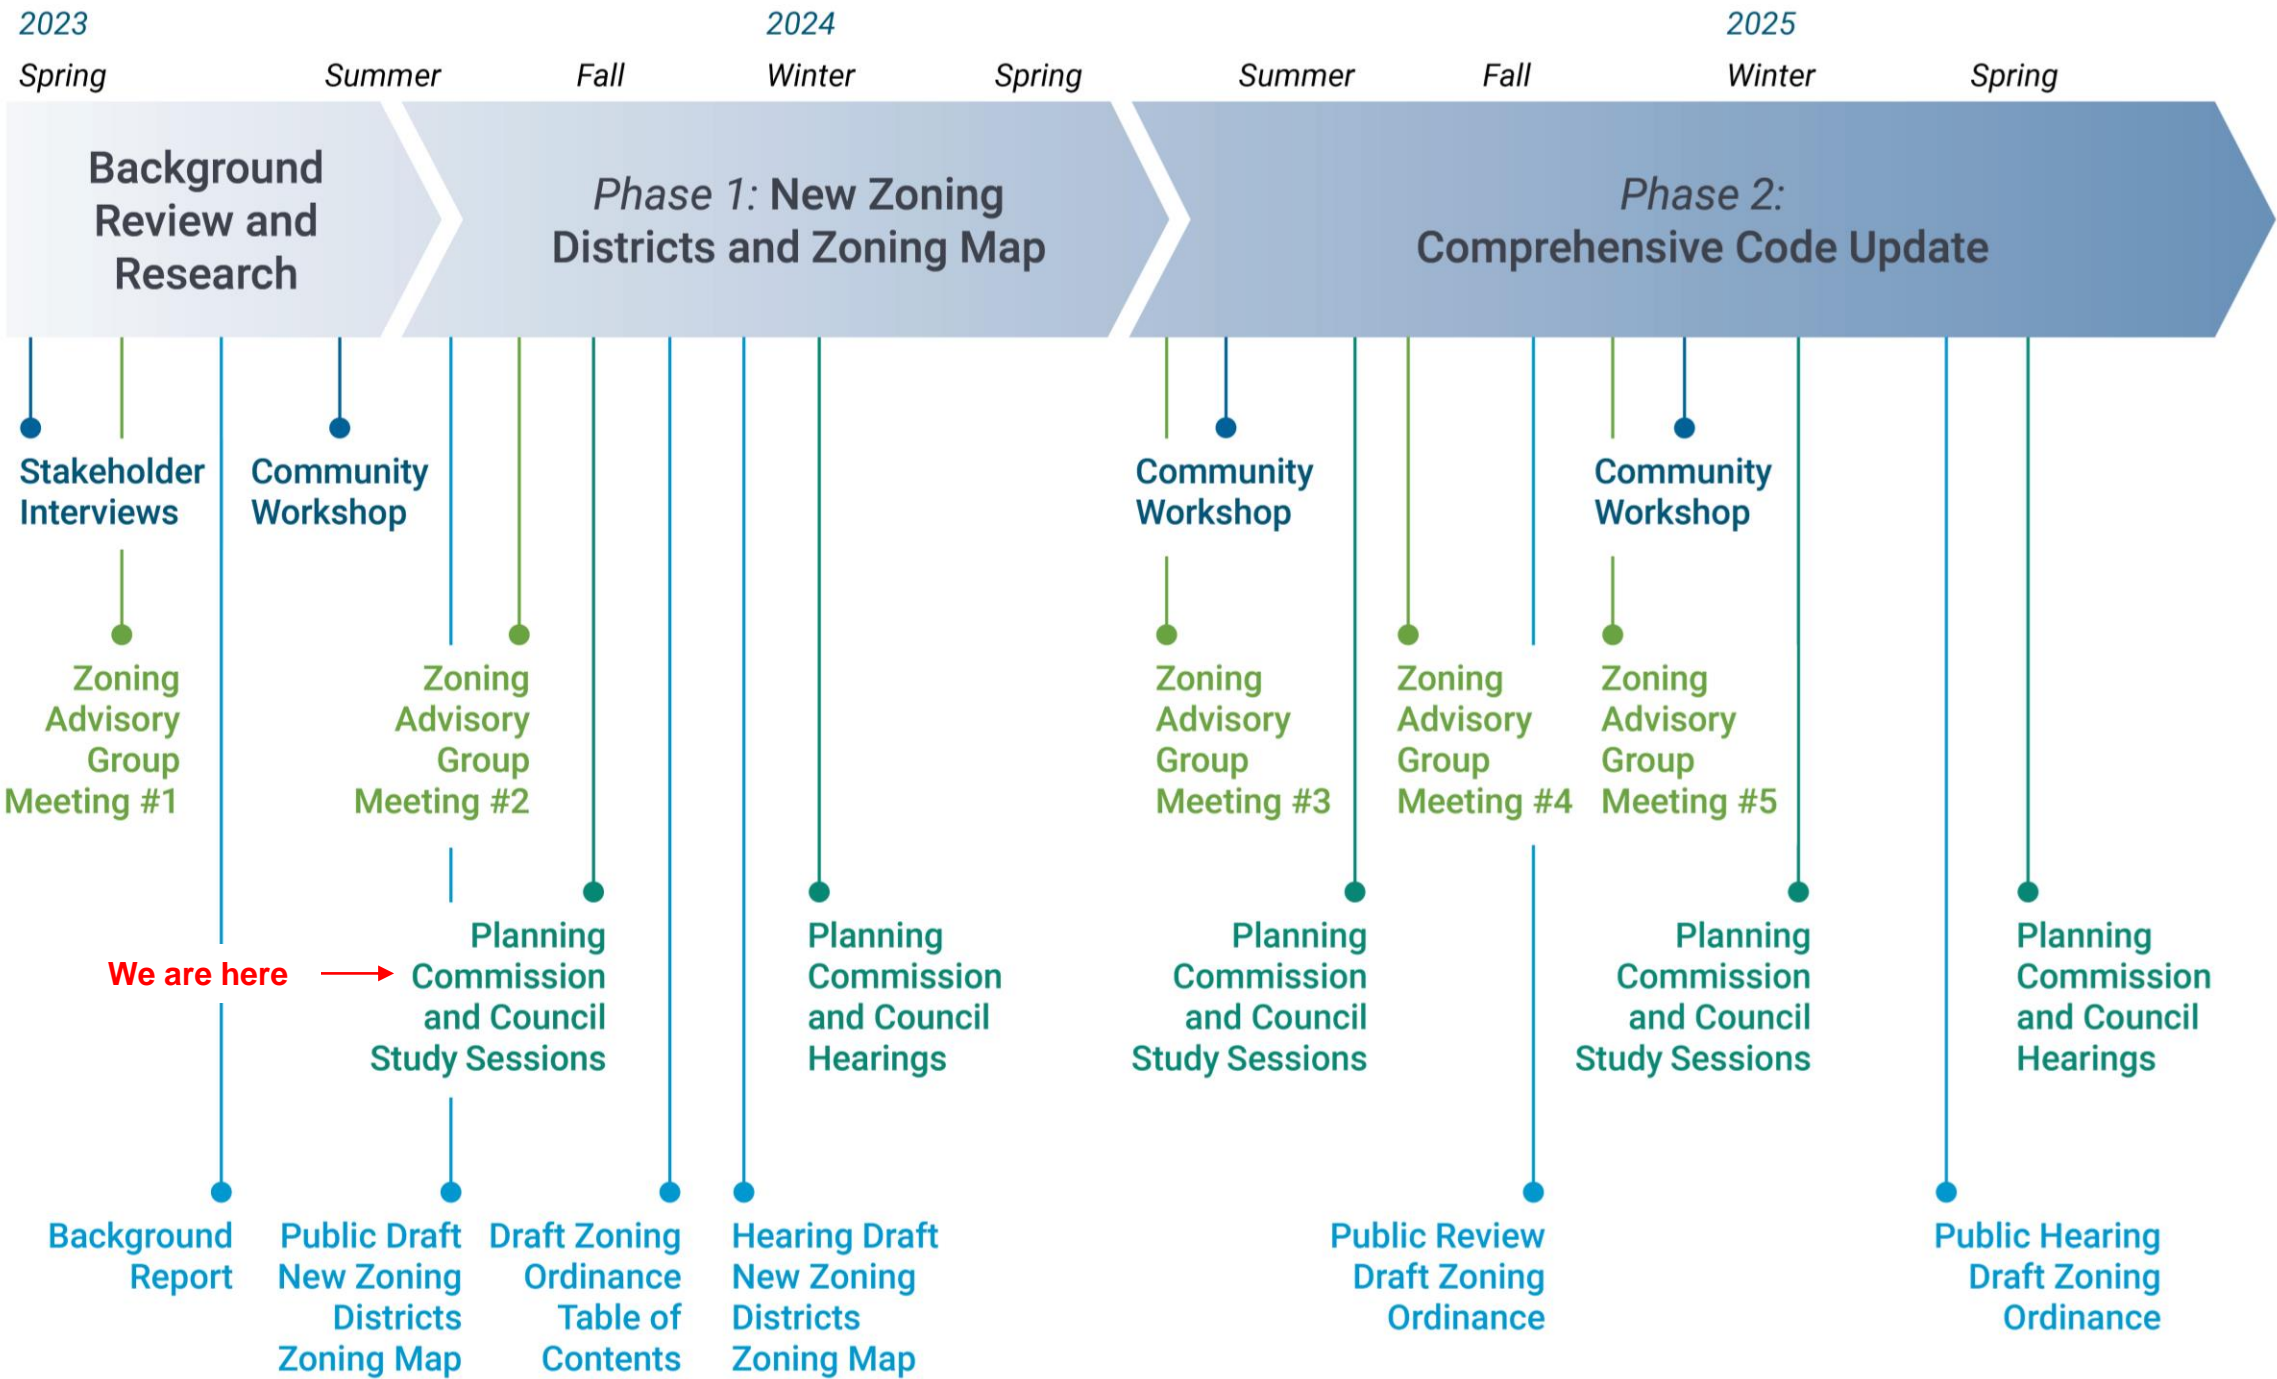 2023
2024
2025
Spring
Summer
Fall
Winter
Spring
Summer
Fall
Winter
Spring
Background
Review and
Research
Phase 1: New Zoning
Districts and Zoning Map
Phase 2:
Comprehensive Code Update
Stakeholder
Interviews
Community
Workshop
Community
Workshop
Community
Workshop
Zoning
Advisory
Group
Meeting #1
Zoning
Advisory
Group
Meeting #2
Zoning
Advisory
Group
Meeting #3
Zoning
Advisory
Group
Meeting #4
Zoning
Advisory
Group
Meeting #5
We are here
Planning
Commission
and Council
Study Sessions
Planning
Commission
and Council
Hearings
Planning
Commission
and Council
Study Sessions
Planning
Commission
and Council
Study Sessions
Planning
Commission
and Council
Hearings
Background
Report
Public Draft
New Zoning
Districts
Zoning Map
Draft Zoning
Ordinance
Table of
Contents
Hearing Draft
New Zoning
Districts
Zoning Map
Public Review
Draft Zoning
Ordinance
Public Hearing
Draft Zoning
Ordinance